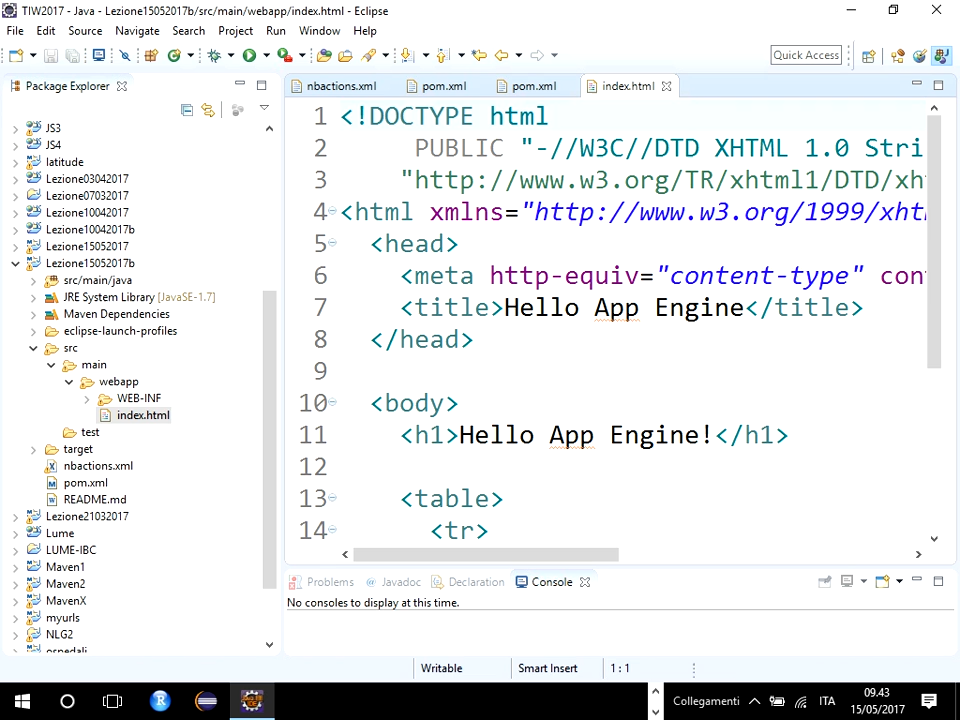 TIW2017 - Java - Lezione15052017b/src/main/webapp/index.html - Eclipse
File Edit Source Navigate Search Project Run Window Help
Quick Access
Package Explorer
JS3
JS4
latitude
Lezione03042017
Lezione07032017
Lezione10042017
Lezione10042017b
Lezione15052017
Lezione15052017b
src/main/java
JRE System Library [JavaSE-1.7]
Maven Dependencies
eclipse-launch-profiles
src
main
webapp
WEB-INF
index.html
test
target
nbactions.xml
pom.xml
README.md
Lezione21032017
Lume
LUME-IBC
Maven1
Maven2
MavenX
myurls
NLG2
ospedali
nbactions.xml pom.xml pom.xml index.html
1 <!DOCTYPE html
2 PUBLIC "-//W3C//DTD XHTML 1.0 Stri
3 "http://www.w3.org/TR/xhtml1/DTD/xh
4 <html xmlns="http://www.w3.org/1999/xht
5 <head>
6 <meta http-equiv="content-type" con
7 <title>Hello App Engine</title>
8 </head>
9
10 <body>
11 <h1>Hello App Engine!</h1>
12
13 <table>
14 <tr>
Problems Javadoc Declaration Console
No consoles to display at this time.
Writable Smart Insert 1 : 1
Collegamenti ITA 09.43
15/05/2017